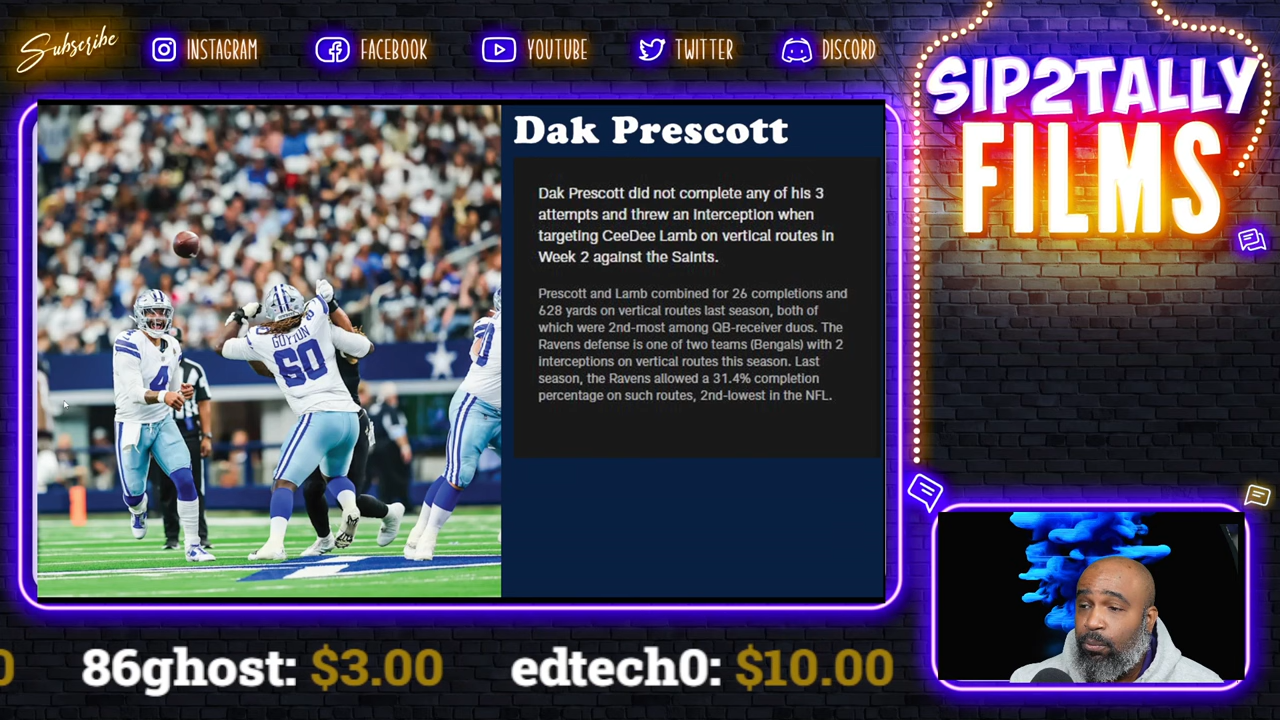 Subscribe
INSTAGRAM
FACEBOOK
YOUTUBE
TWITTER
DISCORD
SIP2TALLY
FILMS
Dak Prescott
Dak Prescott did not complete any of his 3
attempts and threw an interception when
targeting CeeDee Lamb on vertical routes in
Week 2 against the Saints.
Prescott and Lamb combined for 26 completions and
628 yards on vertical routes last season, both of
which were 2nd-most among QB-receiver duos. The
Ravens defense is one of two teams (Bengals) with 2
interceptions on vertical routes this season. Last
season, the Ravens allowed a 31.4% completion
percentage on such routes, 2nd-lowest in the NFL.
GUYTON
60
4
0 86ghost: $3.00 edtech0: $10.00